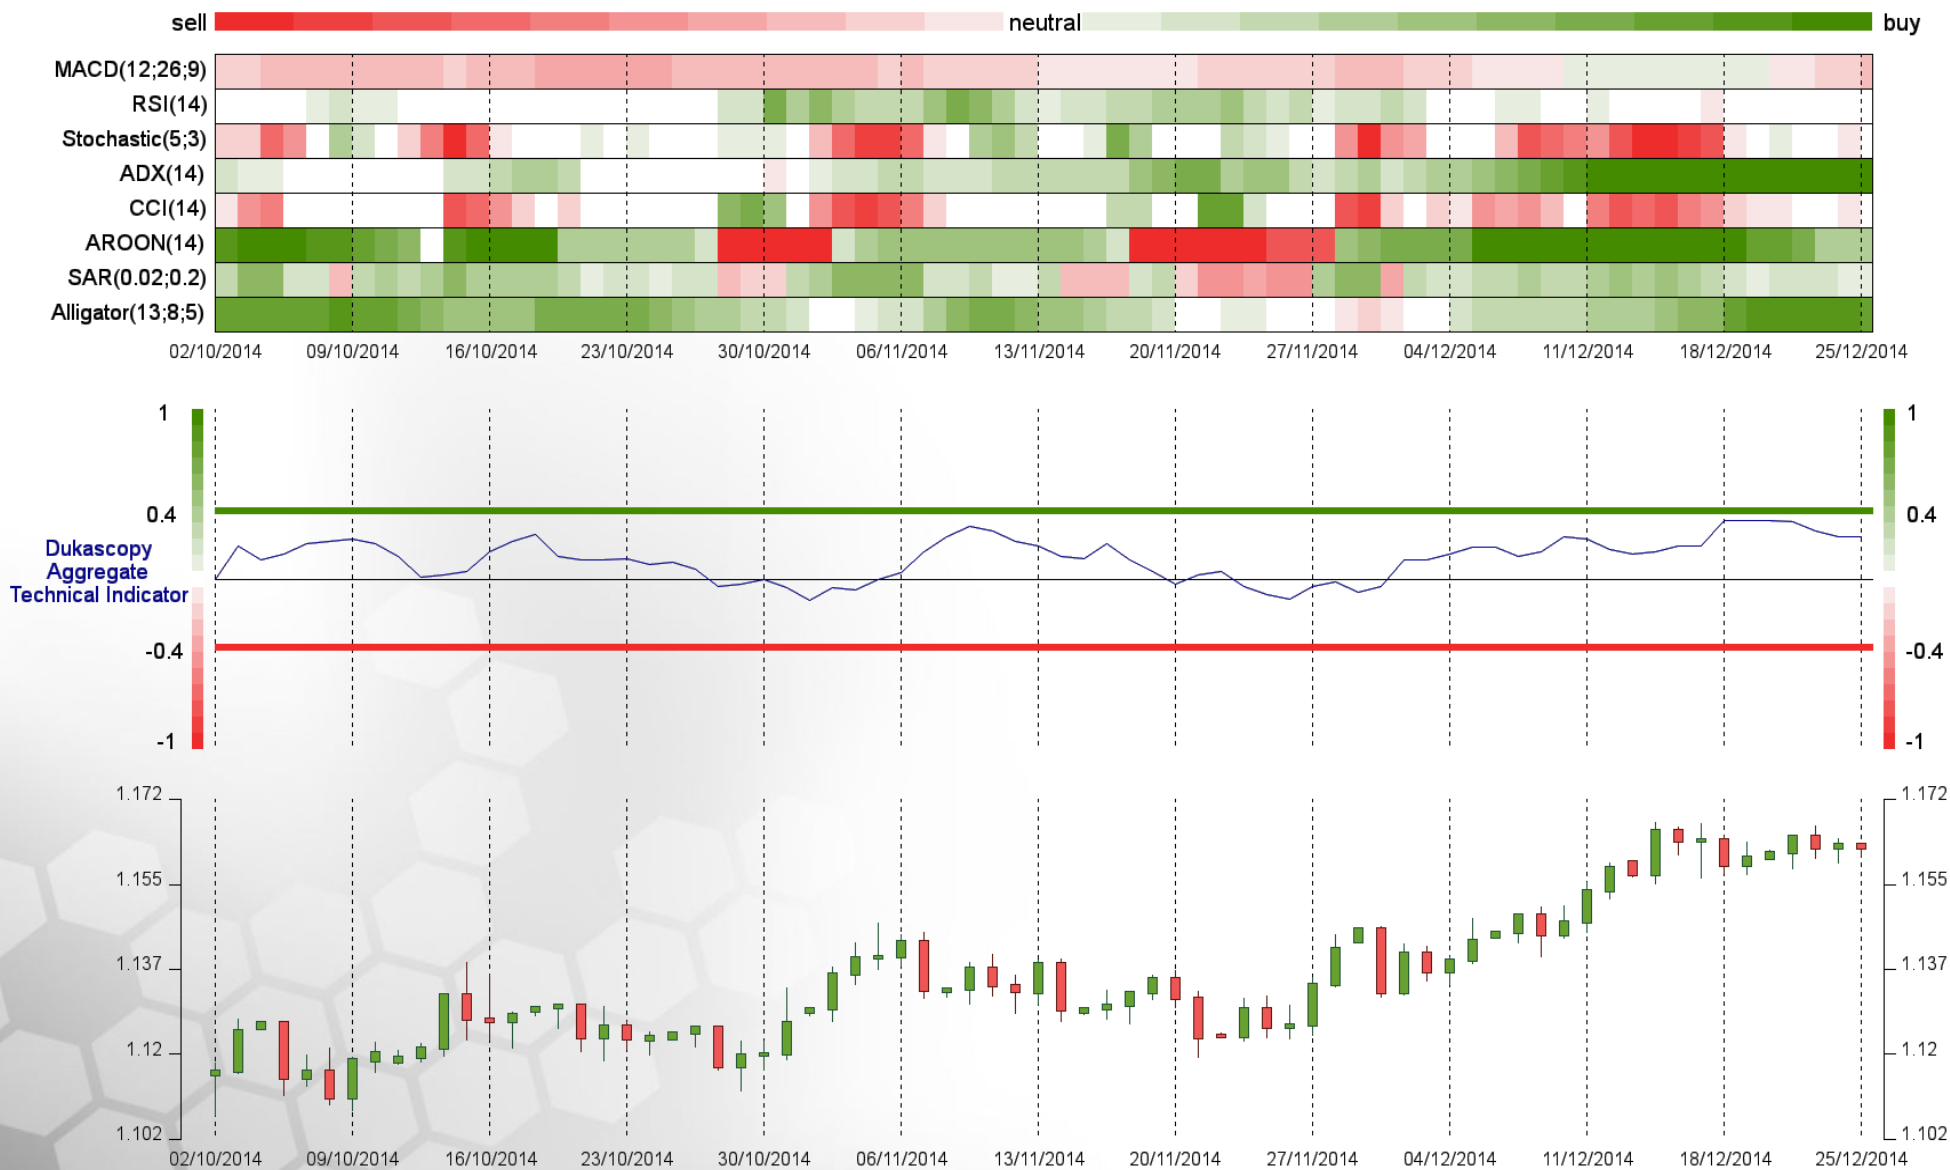 sell neutral buy
MACD(12;26;9)
RSI(14)
Stochastic(5;3)
ADX(14)
CCI(14)
AROON(14)
SAR(0.02;0.2)
Alligator(13;8;5)
02/10/2014 09/10/2014 16/10/2014 23/10/2014 30/10/2014 06/11/2014 13/11/2014 20/11/2014 27/11/2014 04/12/2014 11/12/2014 18/12/2014 25/12/2014
1 1
0.4 0.4
Dukascopy
Aggregate
Technical Indicator
-0.4 -0.4
-1 -1
1.172 1.172
1.155 1.155
1.137 1.137
1.12 1.12
1.102 1.102
02/10/2014 09/10/2014 16/10/2014 23/10/2014 30/10/2014 06/11/2014 13/11/2014 20/11/2014 27/11/2014 04/12/2014 11/12/2014 18/12/2014 25/12/2014